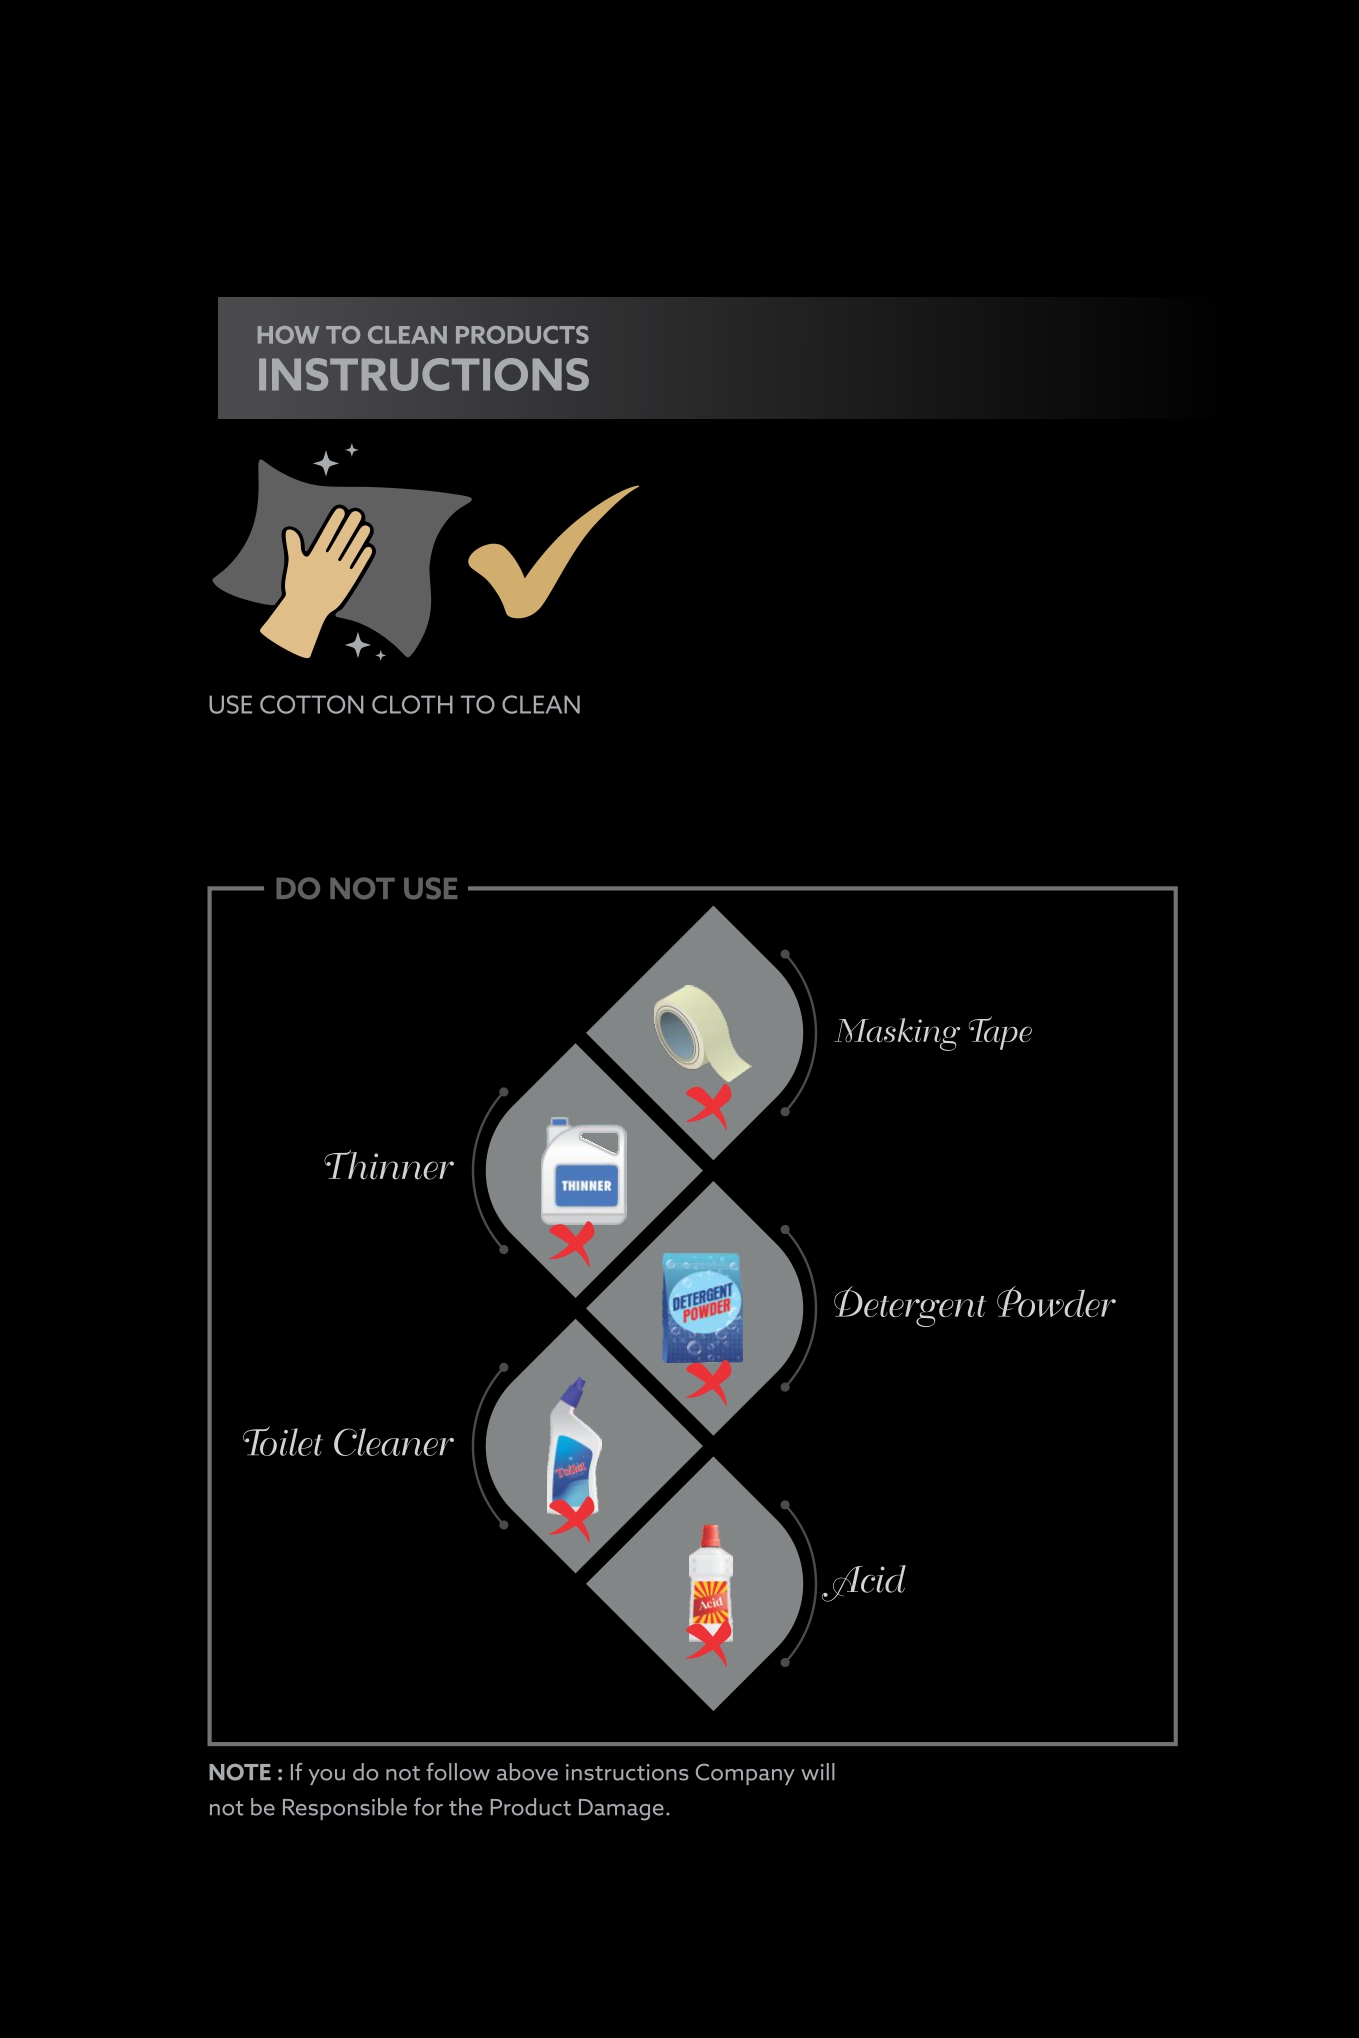 HOW TO CLEAN PRODUCTS
INSTRUCTIONS
USE COTTON CLOTH TO CLEAN
DO NOT USE
Masking Tape
Thinner
THINNER
DETERGENT
POWDER
Detergent Powder
Toilet Cleaner
Toilet
Acid
Acid
NOTE : If you do not follow above instructions Company will
not be Responsible for the Product Damage.